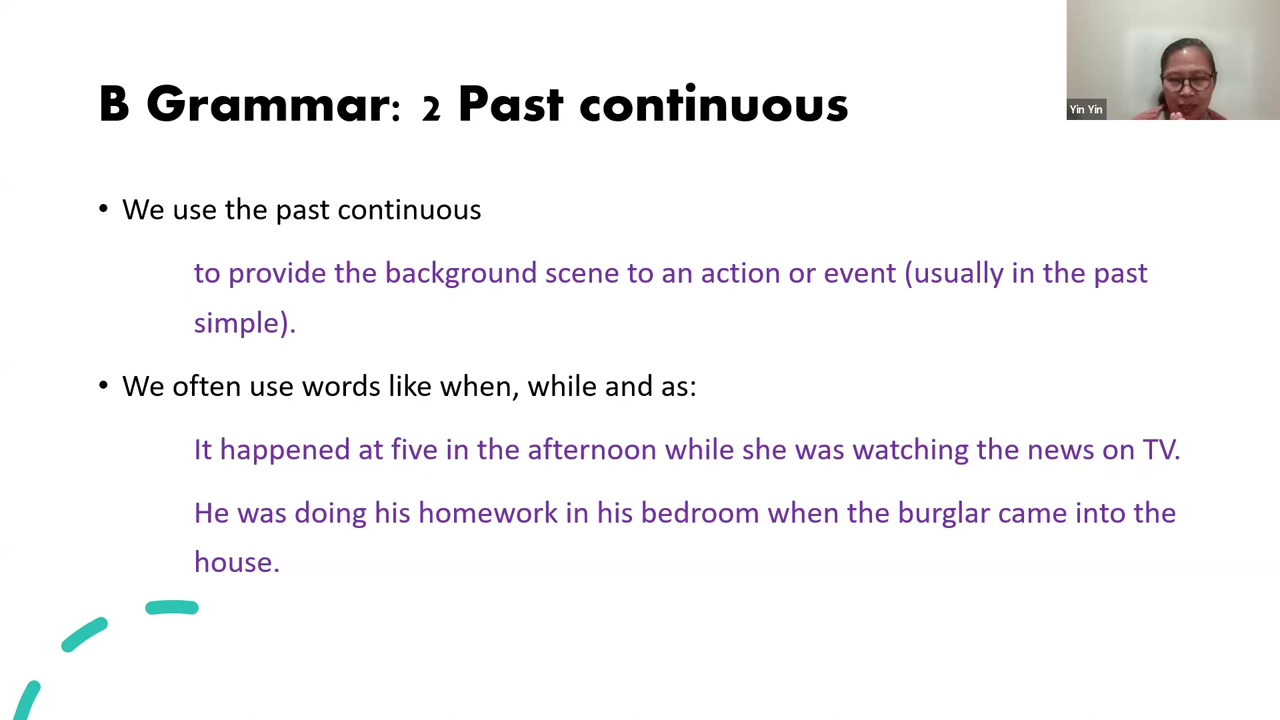 B Grammar: 2 Past continuous
Yin Yin
• We use the past continuous
to provide the background scene to an action or event (usually in the past
simple).
• We often use words like when, while and as:
It happened at five in the afternoon while she was watching the news on TV.
He was doing his homework in his bedroom when the burglar came into the
house.